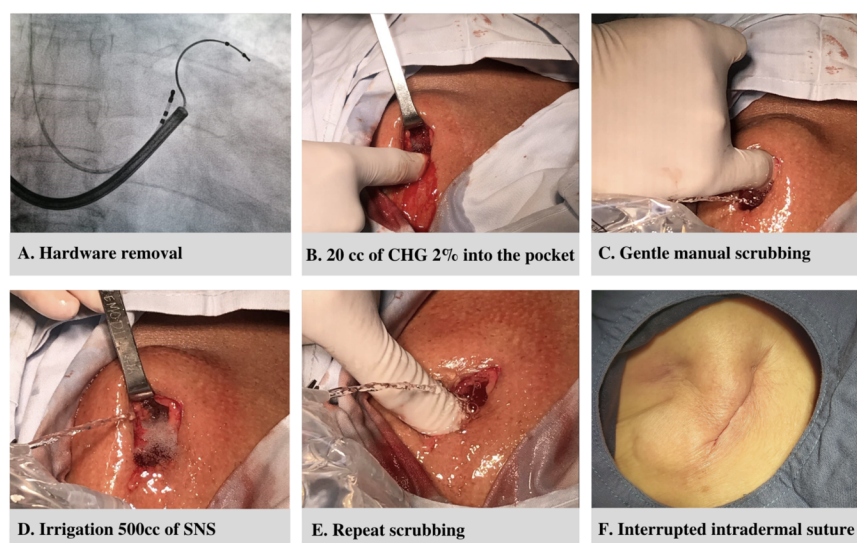 A. Hardware removal
B. 20 cc of CHG 2% into the pocket
C. Gentle manual scrubbing
D. Irrigation 500cc of SNS
E. Repeat scrubbing
F. Interrupted intradermal suture